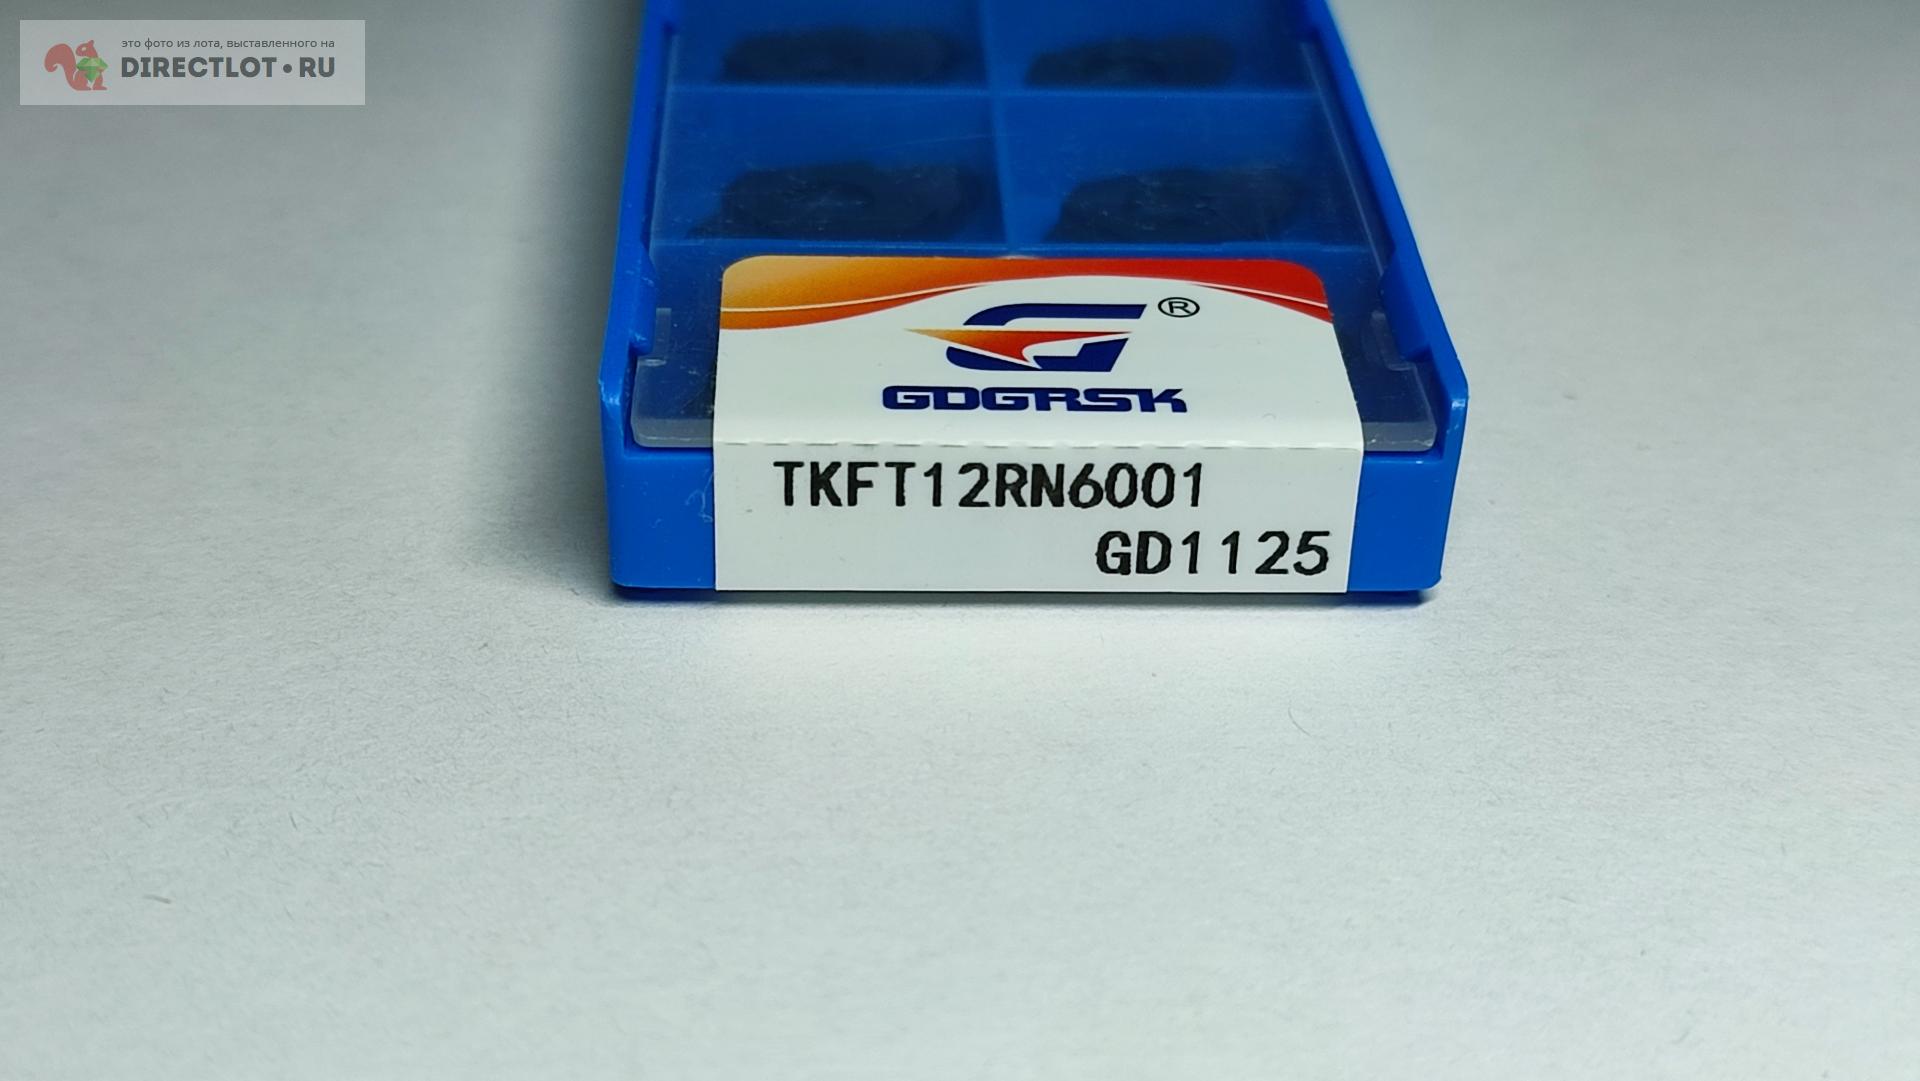 это фото из лота, выставленного на
DIRECTLOT•RU
®
GDGRSK
TKFT12RN6001
GD1125